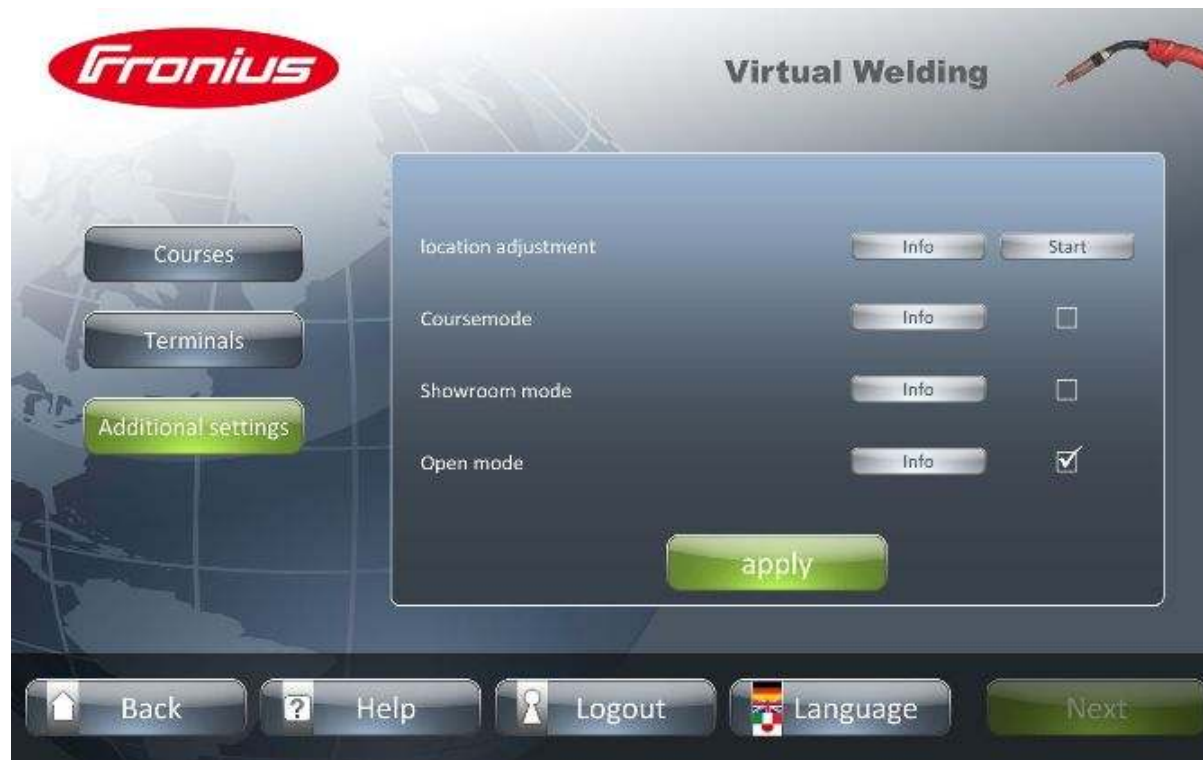 Fronius
Virtual Welding
Courses
Terminals
Additional settings
location adjustment Info Start
Coursemode Info
Showroom mode Info
Open mode Info
apply
Back ? Help Logout Language Next